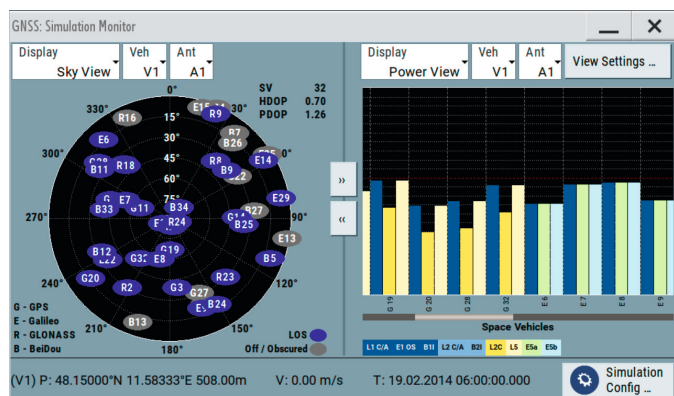 GNSS: Simulation Monitor
Display Sky View
Veh V1
Ant A1
Display Power View
Veh V1
Ant A1
View Settings ...
SV 32
HDOP 0.70
PDOP 1.26
0°
330°
30°
15°
30°
45°
60°
75°
300°
270°
90°
240°
120°
210°
150°
180°
R16
R9
B7
B26
E6
E14
R8
B9
B11
R18
E29
G
E7
B33
G11
B34
R24
G14
B27
B25
E13
B12
G19
G32
E8
B5
G20
R2
G3
R23
G27
B24
B13
G - GPS
E - Galileo
R - GLONASS
B - BeiDou
LOS
Off / Obscured
»
«
G 19
G 20
G 28
G 32
E 6
E 7
E 8
E 9
Space Vehicles
L1 C/A E1 OS B1I L2 C/A B2I L2C L5 E5a E5b
(V1) P: 48.15000°N 11.58333°E 508.00m V: 0.00 m/s T: 19.02.2014 06:00:00.000
Simulation
Config ...